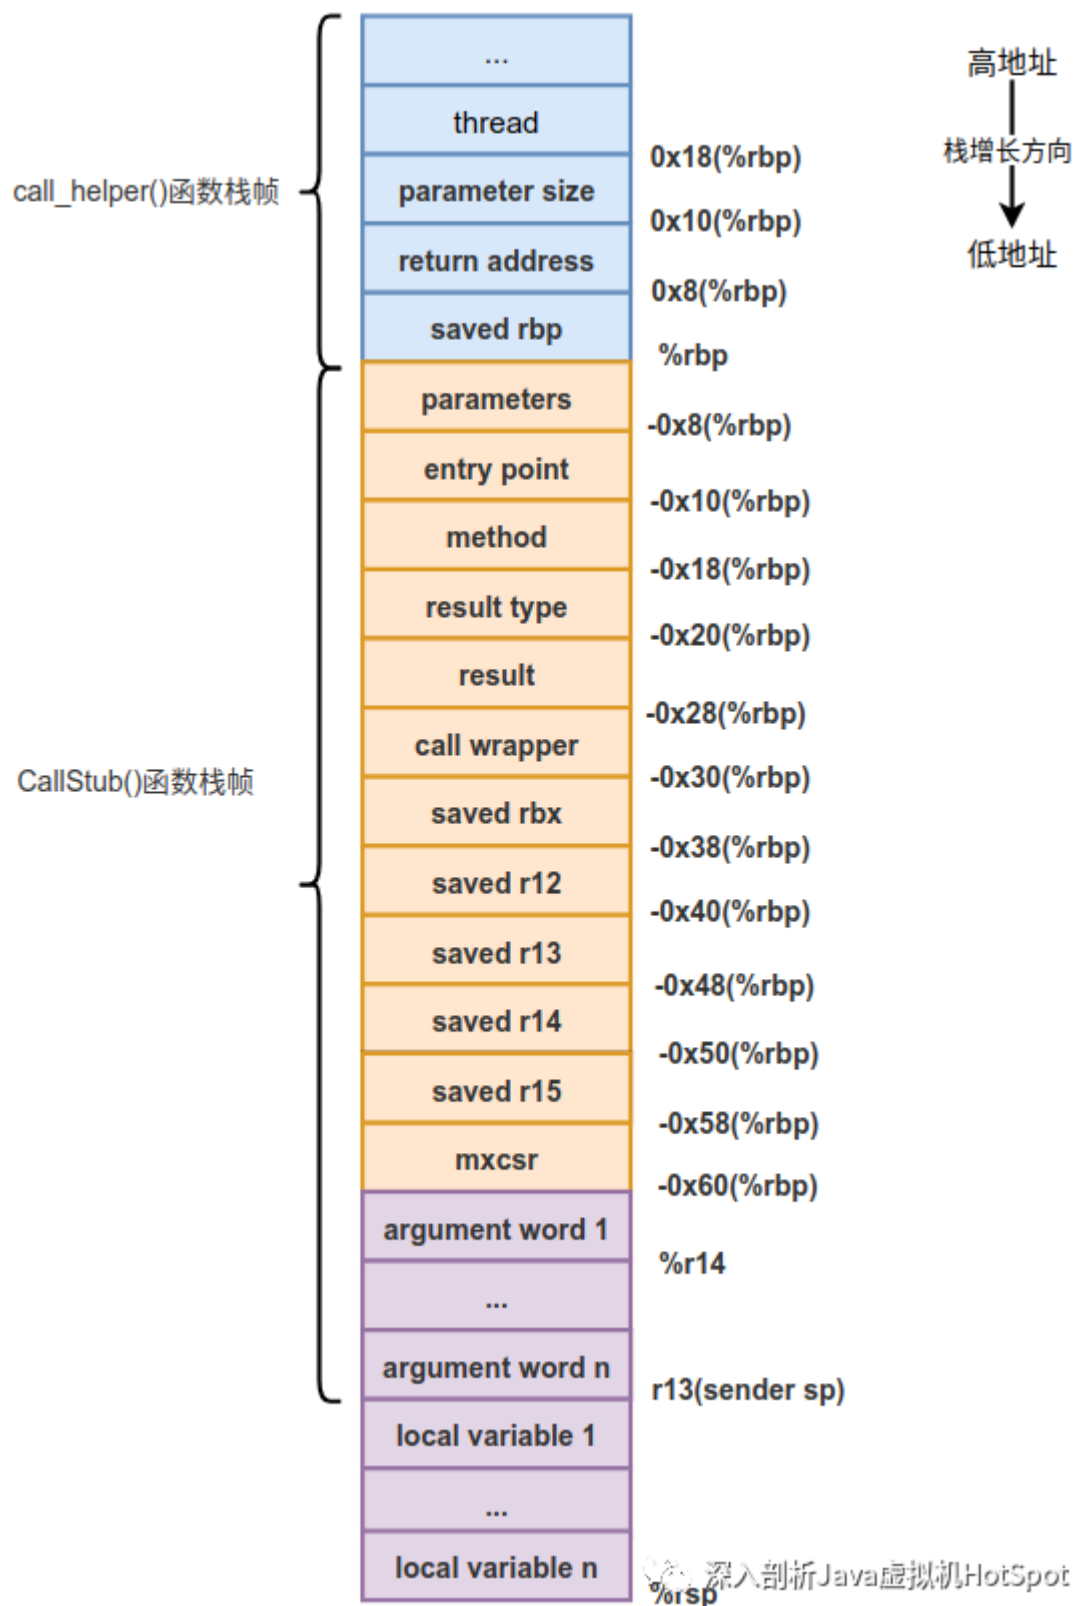 ...
高地址
thread
栈增长方向
0x18(%rbp)
call_helper()函数栈帧
parameter size
0x10(%rbp)
低地址
return address
0x8(%rbp)
saved rbp
%rbp
parameters
-0x8(%rbp)
entry point
-0x10(%rbp)
method
-0x18(%rbp)
result type
-0x20(%rbp)
result
-0x28(%rbp)
call wrapper
CallStub()函数栈帧
-0x30(%rbp)
saved rbx
-0x38(%rbp)
saved r12
-0x40(%rbp)
saved r13
-0x48(%rbp)
saved r14
-0x50(%rbp)
saved r15
-0x58(%rbp)
mxcsr
-0x60(%rbp)
argument word 1
%r14
...
argument word n
r13(sender sp)
local variable 1
...
local variable n
深入剖析Java虚拟机HotSpot
%rsp